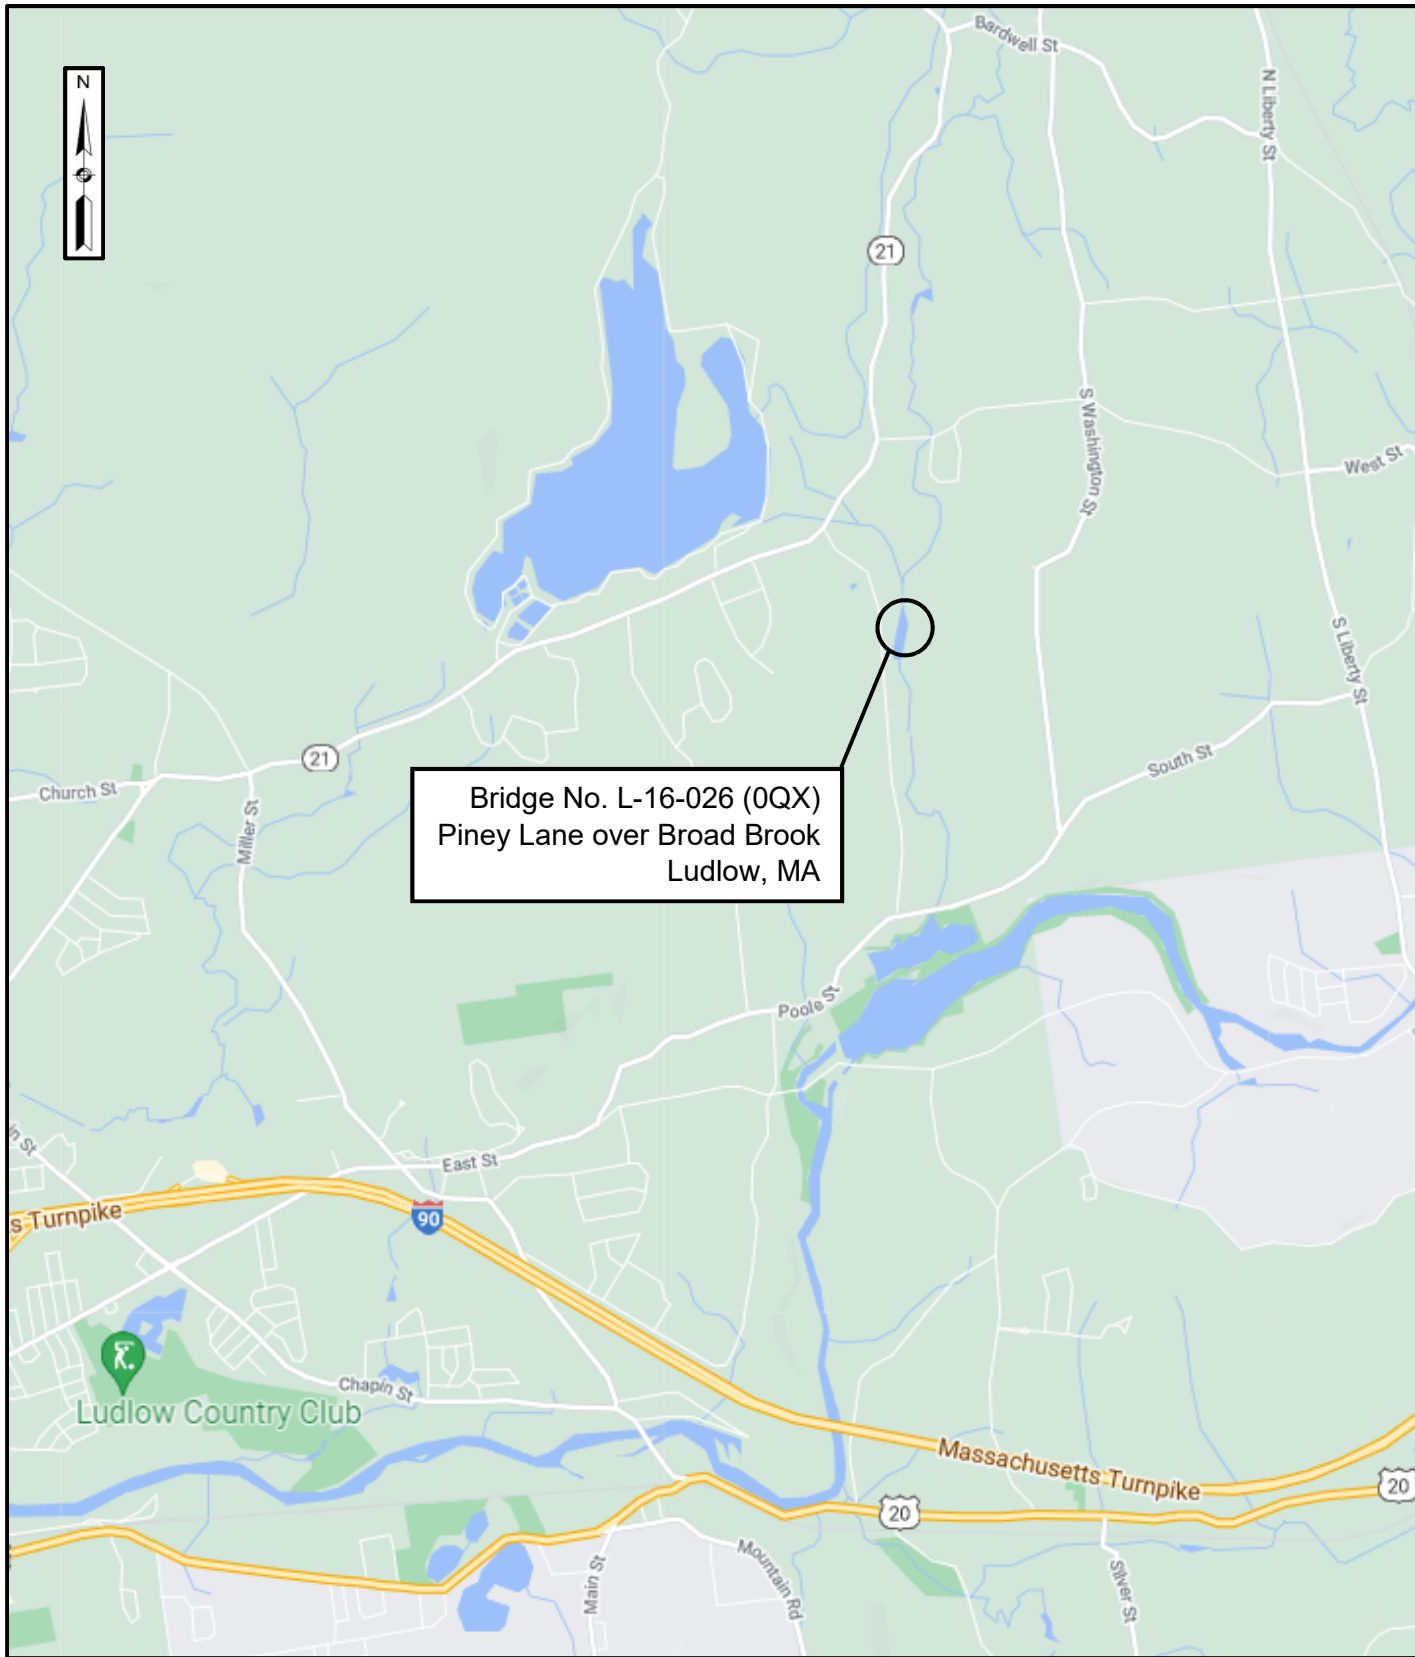 Bardwell St
N
N Liberty St
21
S Washington St
West St
S Liberty St
21
South St
Church St
Miller St
Bridge No. L-16-026 (0QX)
Piney Lane over Broad Brook
Ludlow, MA
Poole St
St
East St
s Turnpike
90
Chapin St
Ludlow Country Club
Massachusetts Turnpike
20
20
Main St
Mountain Rd
Silver St